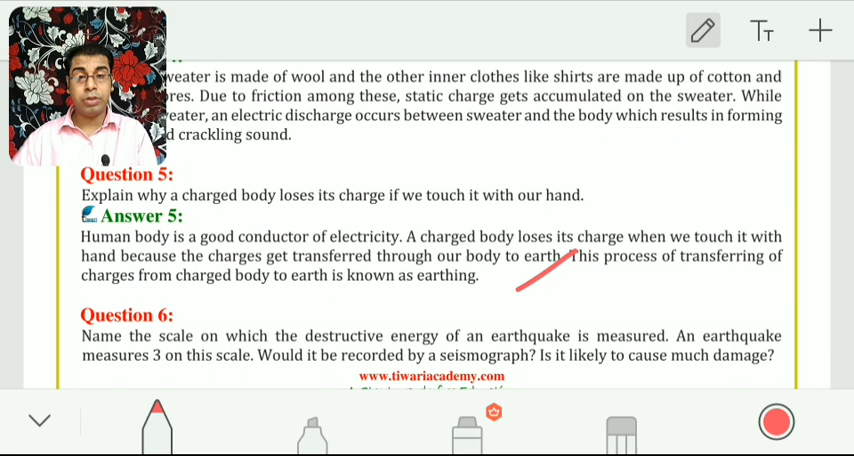 Tт
weater is made of wool and the other inner clothes like shirts are made up of cotton and
res. Due to friction among these, static charge gets accumulated on the sweater. While
eater, an electric discharge occurs between sweater and the body which results in forming
d crackling sound.
Question 5:
Explain why a charged body loses its charge if we touch it with our hand.
Answer 5:
Human body is a good conductor of electricity. A charged body loses its charge when we touch it with
hand because the charges get transferred through our body to earth. This process of transferring of
charges from charged body to earth is known as earthing.
Question 6:
Name the scale on which the destructive energy of an earthquake is measured. An earthquake
measures 3 on this scale. Would it be recorded by a seismograph? Is it likely to cause much damage?
www.tiwariacademy.com